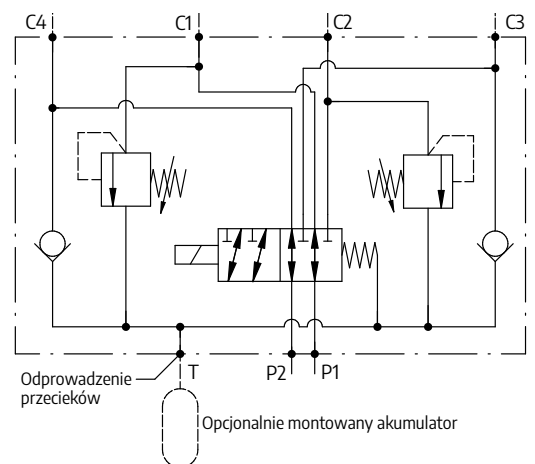 C4 C1 C2 C3
T P2 P1
Odprowadzenie
przecieków
Opcjonalnie montowany akumulator